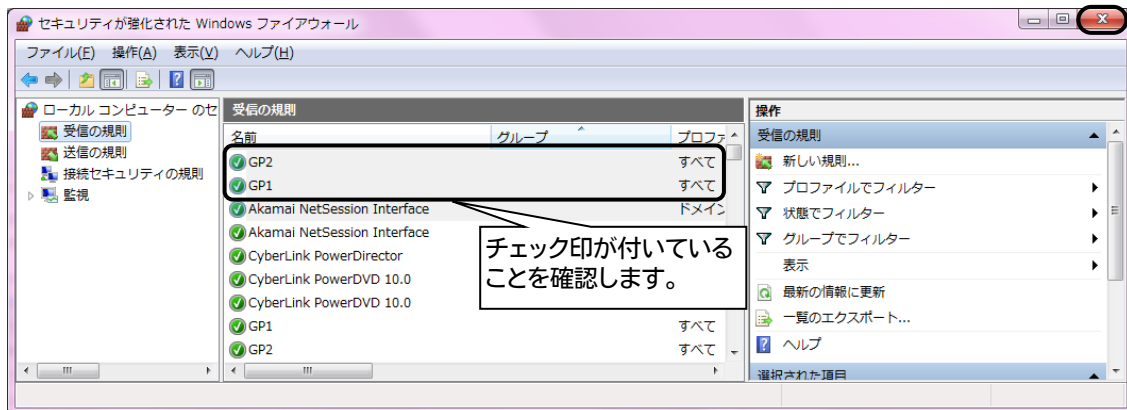 セキュリティが強化された Windows ファイアウォール
ファイル(F) 操作(A) 表示(V) ヘルプ(H)
ローカル コンピューター のセ
受信の規則
送信の規則
接続セキュリティの規則
監視
受信の規則
名前 グループ プロファ
GP2 すべて
GP1 すべて
Akamai NetSession Interface ドメイン
Akamai NetSession Interface
CyberLink PowerDirector
CyberLink PowerDVD 10.0
CyberLink PowerDVD 10.0
GP1 すべて
GP2 すべて
チェック印が付いている
ことを確認します。
操作
受信の規則
新しい規則...
プロファイルでフィルター
状態でフィルター
グループでフィルター
表示
最新の情報に更新
一覧のエクスポート...
ヘルプ
選択された項目